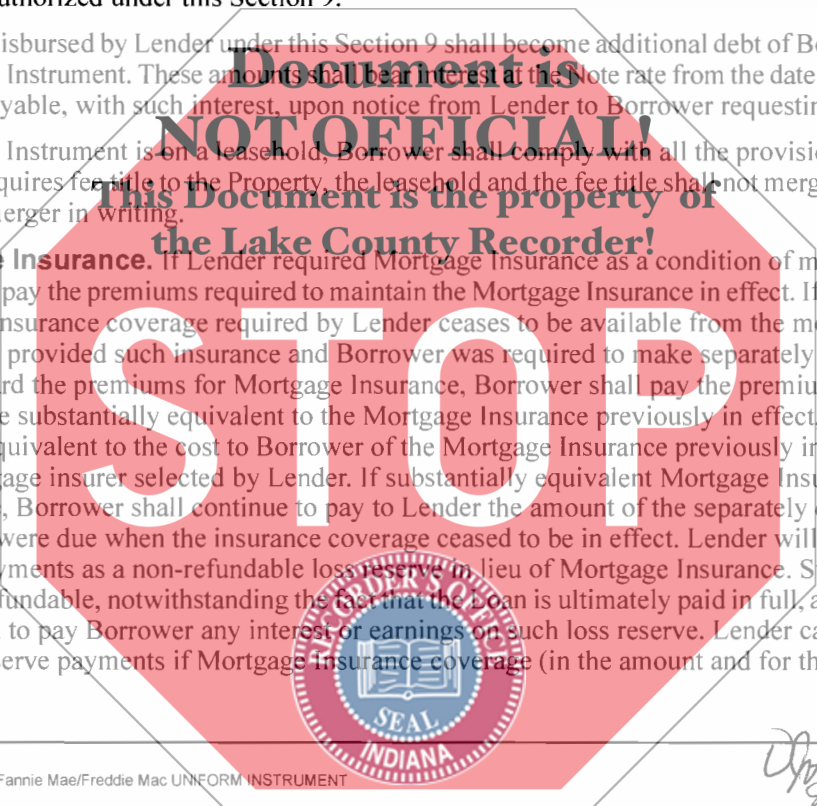 uthorized under this Section 9.
isbursed by Lender under this Section 9 shall become additional debt of Bo
Instrument. These amounts shall bear interest at the Note rate from the date
yable, with such interest, upon notice from Lender to Borrower requestin
Instrument is on a leasehold, Borrower shall comply with all the provisi
quires fee title to the Property, the leasehold and the fee title shall not merg
erger in writing.
Document is
NOT OFFICIAL!
This Document is the property of
the Lake County Recorder!
e Insurance. If Lender required Mortgage Insurance as a condition of m
pay the premiums required to maintain the Mortgage Insurance in effect. If
nsurance coverage required by Lender ceases to be available from the mo
provided such insurance and Borrower was required to make separately
rd the premiums for Mortgage Insurance, Borrower shall pay the premiu
e substantially equivalent to the Mortgage Insurance previously in effect,
quivalent to the cost to Borrower of the Mortgage Insurance previously in
age insurer selected by Lender. If substantially equivalent Mortgage Insu
, Borrower shall continue to pay to Lender the amount of the separately
were due when the insurance coverage ceased to be in effect. Lender will
yments as a non-refundable loss reserve in lieu of Mortgage Insurance. S
fundable, notwithstanding the fact that the Loan is ultimately paid in full, a
to pay Borrower any interest or earnings on such loss reserve. Lender ca
serve payments if Mortgage Insurance coverage (in the amount and for th
STOP
RECORDER'S OFFICE
SEAL
INDIANA
Fannie Mae/Freddie Mac UNIFORM INSTRUMENT